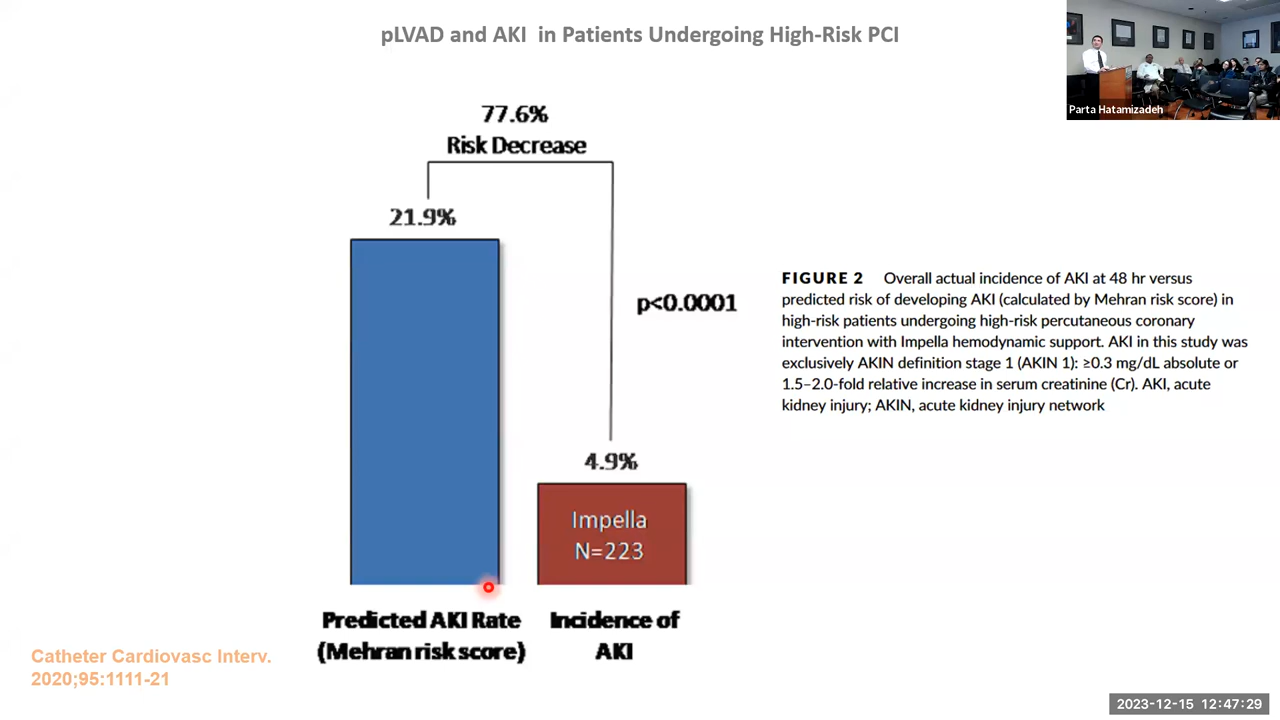 pLVAD and AKI in Patients Undergoing High-Risk PCI
Parta Hatamizadeh
77.6%
Risk Decrease
21.9%
p<0.0001
4.9%
Impella
N=223
Predicted AKI Rate
(Mehran risk score)
Incidence of
AKI
FIGURE 2 Overall actual incidence of AKI at 48 hr versus
predicted risk of developing AKI (calculated by Mehran risk score) in
high-risk patients undergoing high-risk percutaneous coronary
intervention with Impella hemodynamic support. AKI in this study was
exclusively AKIN definition stage 1 (AKIN 1): ≥0.3 mg/dL absolute or
1.5–2.0-fold relative increase in serum creatinine (Cr). AKI, acute
kidney injury; AKIN, acute kidney injury network
Catheter Cardiovasc Interv.
2020;95:1111-21
2023-12-15 12:47:29